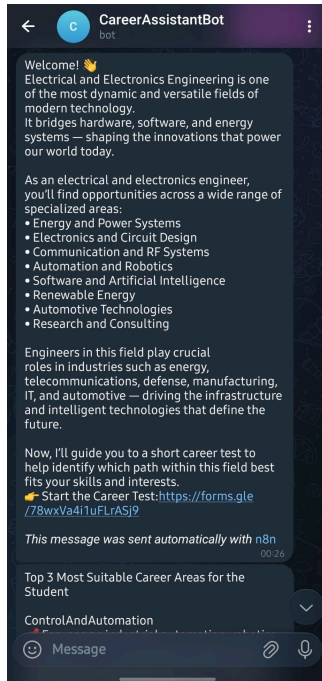 CareerAssistantBot
bot
Welcome! 👋
Electrical and Electronics Engineering is one
of the most dynamic and versatile fields of
modern technology.
It bridges hardware, software, and energy
systems — shaping the innovations that power
our world today.
As an electrical and electronics engineer,
you'll find opportunities across a wide range of
specialized areas:
• Energy and Power Systems
• Electronics and Circuit Design
• Communication and RF Systems
• Automation and Robotics
• Software and Artificial Intelligence
• Renewable Energy
• Automotive Technologies
• Research and Consulting
Engineers in this field play crucial
roles in industries such as energy,
telecommunications, defense, manufacturing,
IT, and automotive — driving the infrastructure
and intelligent technologies that define the
future.
Now, I'll guide you to a short career test to
help identify which path within this field best
fits your skills and interests.
👉 Start the Career Test:https://forms.gle
/78wxVa4i1uFLrASj9
This message was sent automatically with n8n
00:26
Top 3 Most Suitable Career Areas for the
Student
ControlAndAutomation
Message